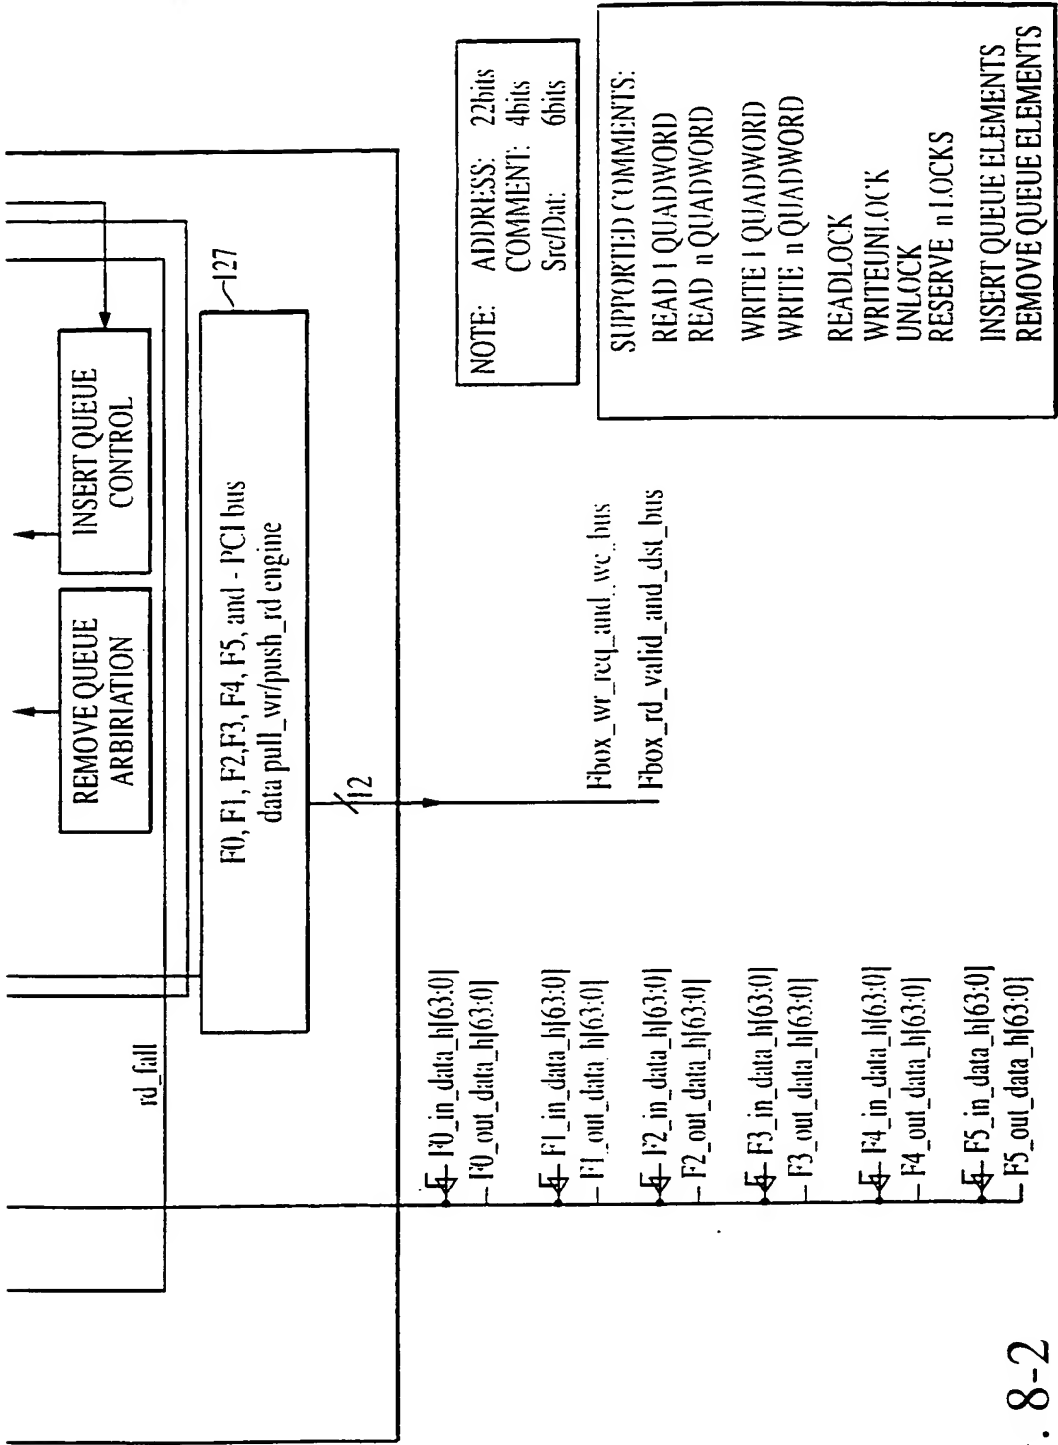 INSERT QUEUE
CONTROL
REMOVE QUEUE
ARBIRIATION
127
F0, F1, F2, F3, F4, F5, and - PCI bus
data pull_wr/push_rd engine
12
rd_fall
NOTE: ADDRESS: 22bits
COMMENT: 4bits
Src/Dat: 6bits
SUPPORTED COMMENTS:
READ 1 QUADWORD
READ n QUADWORD
WRITE 1 QUADWORD
WRITE n QUADWORD
READLOCK
WRITEUNLOCK
UNLOCK
RESERVE n LOCKS
INSERT QUEUE ELEMENTS
REMOVE QUEUE ELEMENTS
Fbox_wr_req_and_wc_bus
Fbox_rd_valid_and_dst_bus
F0_in_data_h[63:0]
F0_out_data_h[63:0]
F1_in_data_h[63:0]
F1_out_data_h[63:0]
F2_in_data_h[63:0]
F2_out_data_h[63:0]
F3_in_data_h[63:0]
F3_out_data_h[63:0]
F4_in_data_h[63:0]
F4_out_data_h[63:0]
F5_in_data_h[63:0]
F5_out_data_h[63:0]
. 8-2